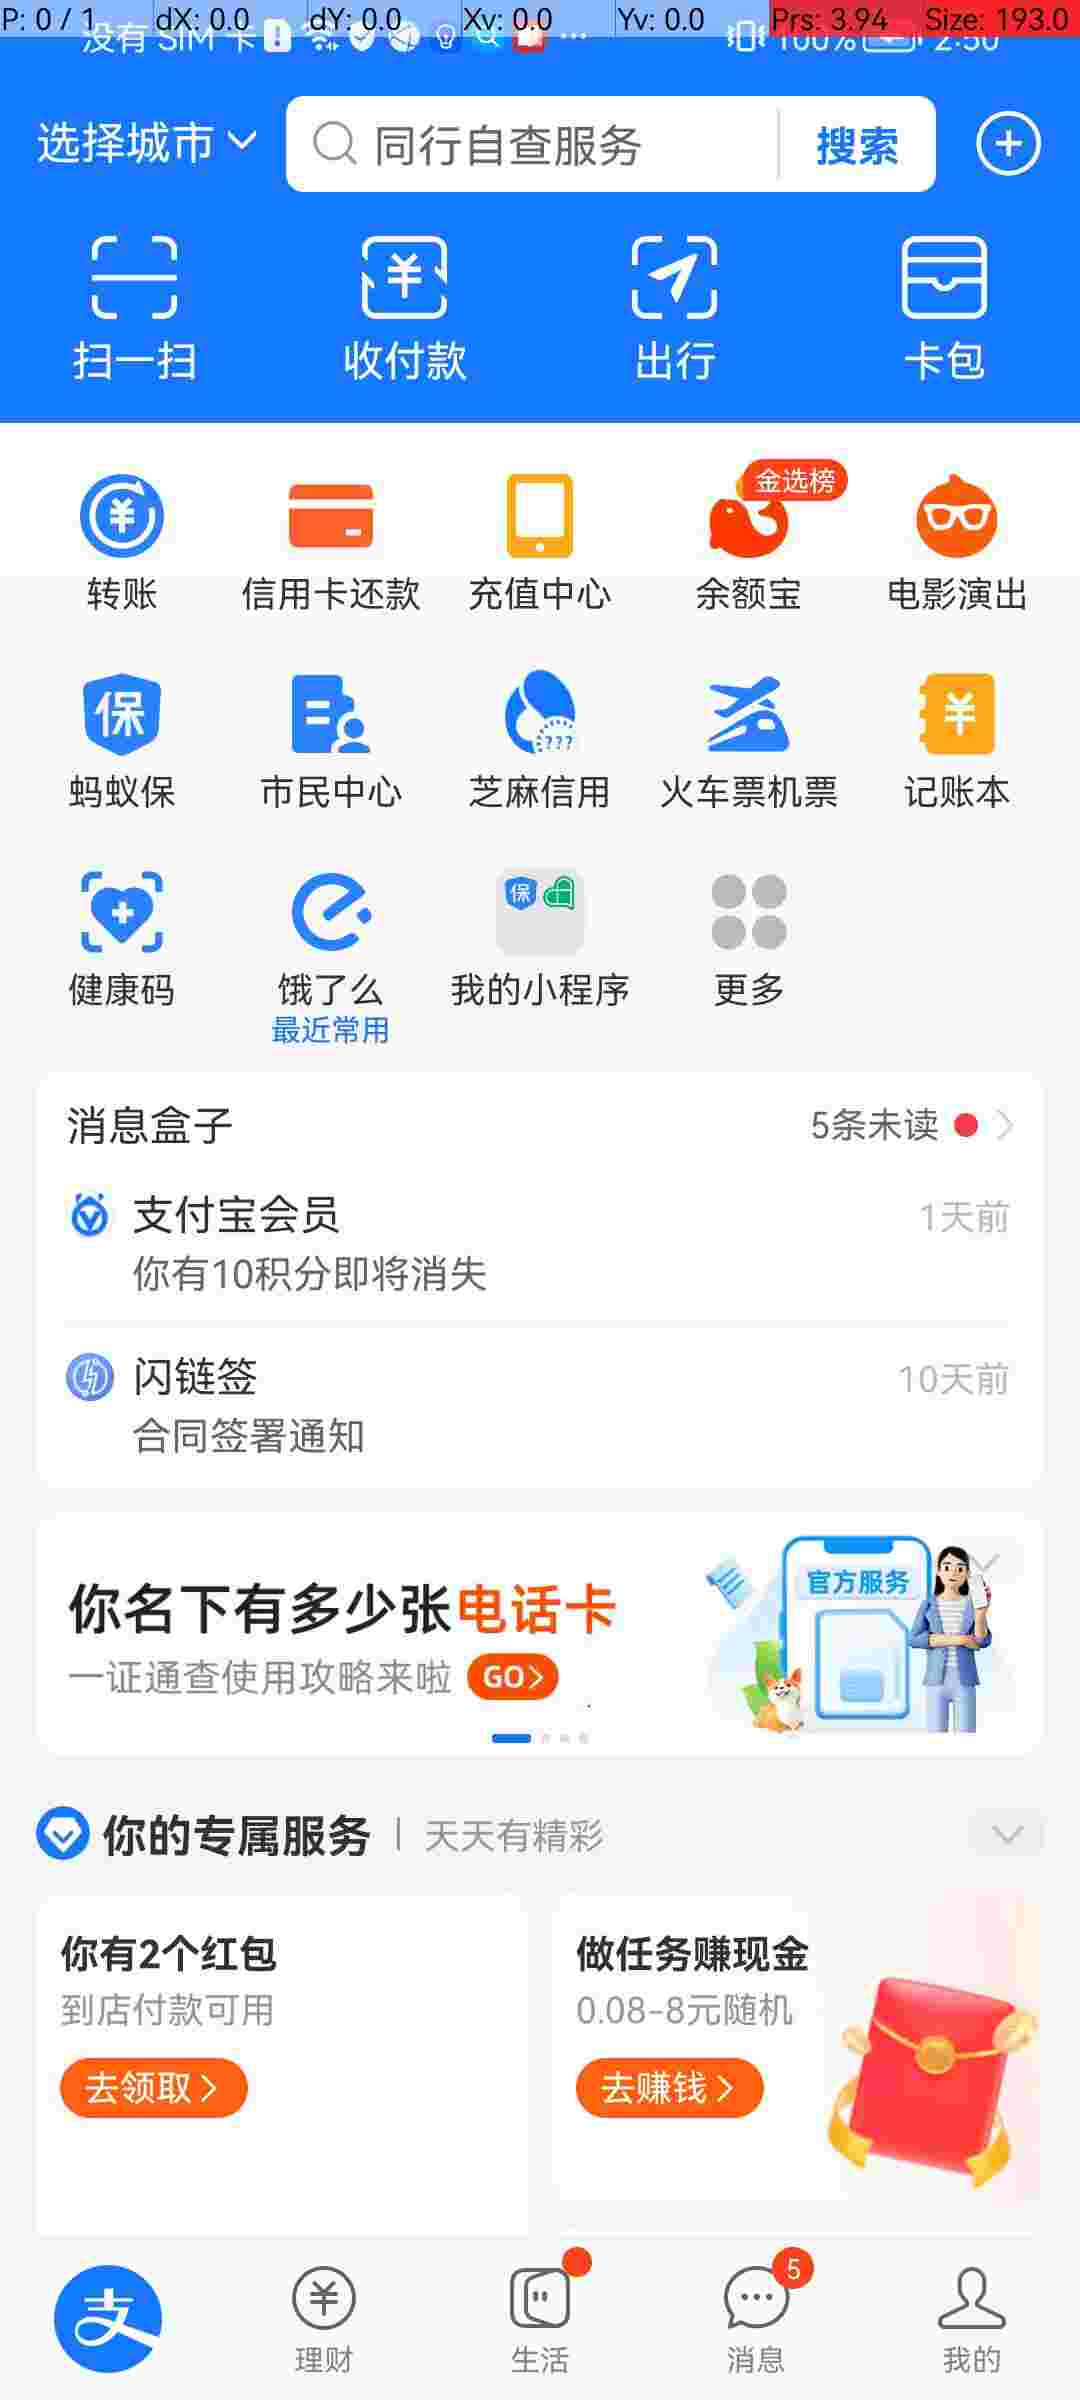 P: 0 / 1 dX: 0.0 dY: 0.0 Xv: 0.0 Yv: 0.0 Prs: 3.94 Size: 193.0
没有 SIM 卡 100% 2:50
选择城市 同行自查服务 搜索
扫一扫 收付款 出行 卡包
金选榜
转账 信用卡还款 充值中心 余额宝 电影演出
保 ???
蚂蚁保 市民中心 芝麻信用 火车票机票 记账本
保
健康码 饿了么 我的小程序 更多
最近常用
消息盒子 5条未读
支付宝会员 1天前
你有10积分即将消失
闪链签 10天前
合同签署通知
官方服务
你名下有多少张电话卡
一证通查使用攻略来啦 GO>
你的专属服务 | 天天有精彩
你有2个红包 做任务赚现金
到店付款可用 0.08-8元随机
去领取> 去赚钱>
支 5
理财 生活 消息 我的